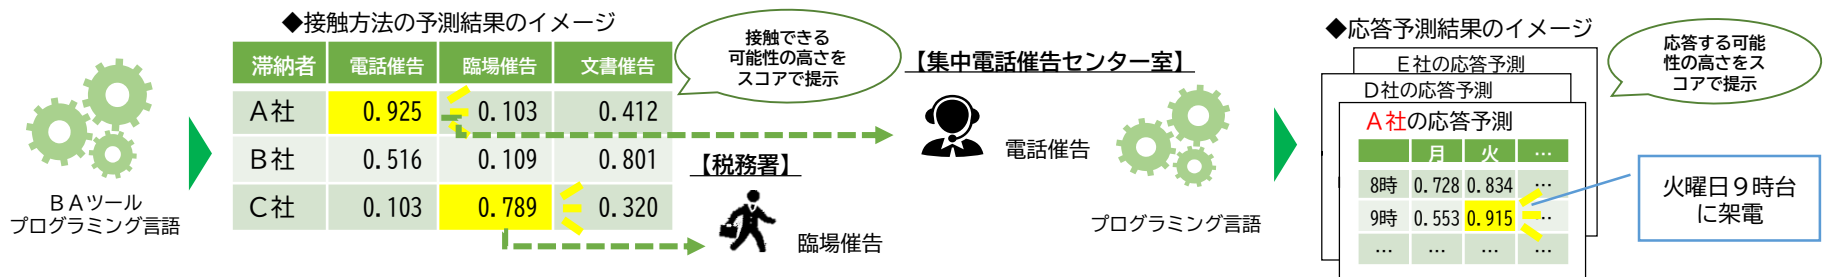 ＢＡツール
プログラミング言語
◆接触方法の予測結果のイメージ
滞納者 電話催告 臨場催告 文書催告
Ａ社 0.925 0.103 0.412
Ｂ社 0.516 0.109 0.801
Ｃ社 0.103 0.789 0.320
接触できる
可能性の高さを
スコアで提示
【集中電話催告センター室】
電話催告
【税務署】
臨場催告
プログラミング言語
◆応答予測結果のイメージ
Ｅ社の応答予測
Ｄ社の応答予測
Ａ社の応答予測
月 火 …
8時 0.728 0.834 …
9時 0.553 0.915 …
… … … …
応答する可能
性の高さをス
コアで提示
火曜日９時台
に架電